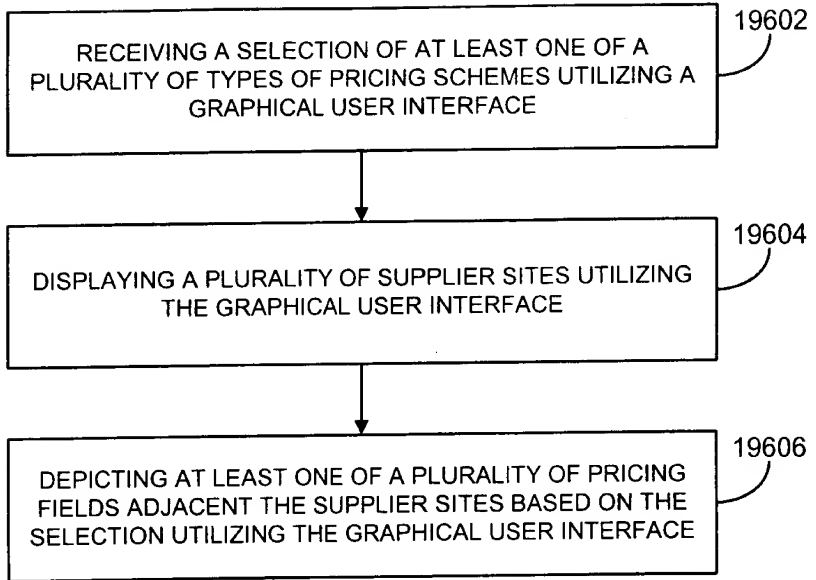 19602
RECEIVING A SELECTION OF AT LEAST ONE OF A
PLURALITY OF TYPES OF PRICING SCHEMES UTILIZING A
GRAPHICAL USER INTERFACE
19604
DISPLAYING A PLURALITY OF SUPPLIER SITES UTILIZING
THE GRAPHICAL USER INTERFACE
19606
DEPICTING AT LEAST ONE OF A PLURALITY OF PRICING
FIELDS ADJACENT THE SUPPLIER SITES BASED ON THE
SELECTION UTILIZING THE GRAPHICAL USER INTERFACE